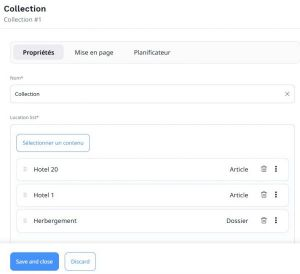 Collection
Collection #1
Propriétés Mise en page Planificateur
Nom*
Collection
Location list*
Sélectionner un contenu
Hotel 20 Article
Hotel 1 Article
Herbergement Dossier
Save and close Discard